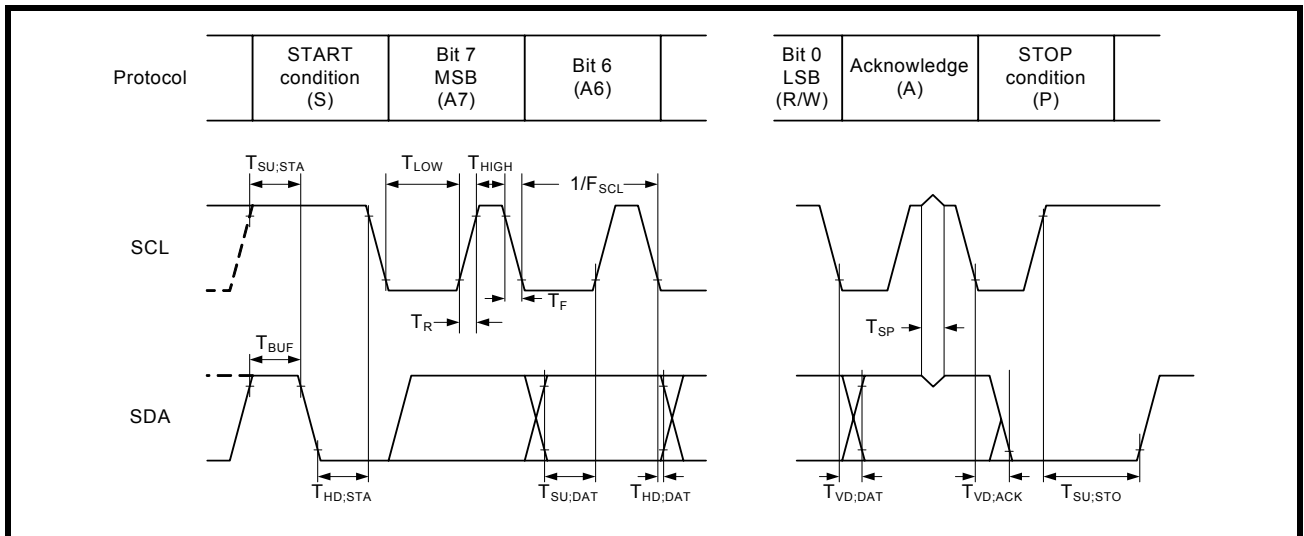 Protocol
START
condition
(S)
Bit 7
MSB
(A7)
Bit 6
(A6)
Bit 0
LSB
(R/W)
Acknowledge
(A)
STOP
condition
(P)
TSU;STA
TLOW
THIGH
1/FSCL
SCL
TR
TF
TSP
TBUF
SDA
THD;STA
TSU;DAT
THD;DAT
TVD;DAT
TVD;ACK
TSU;STO